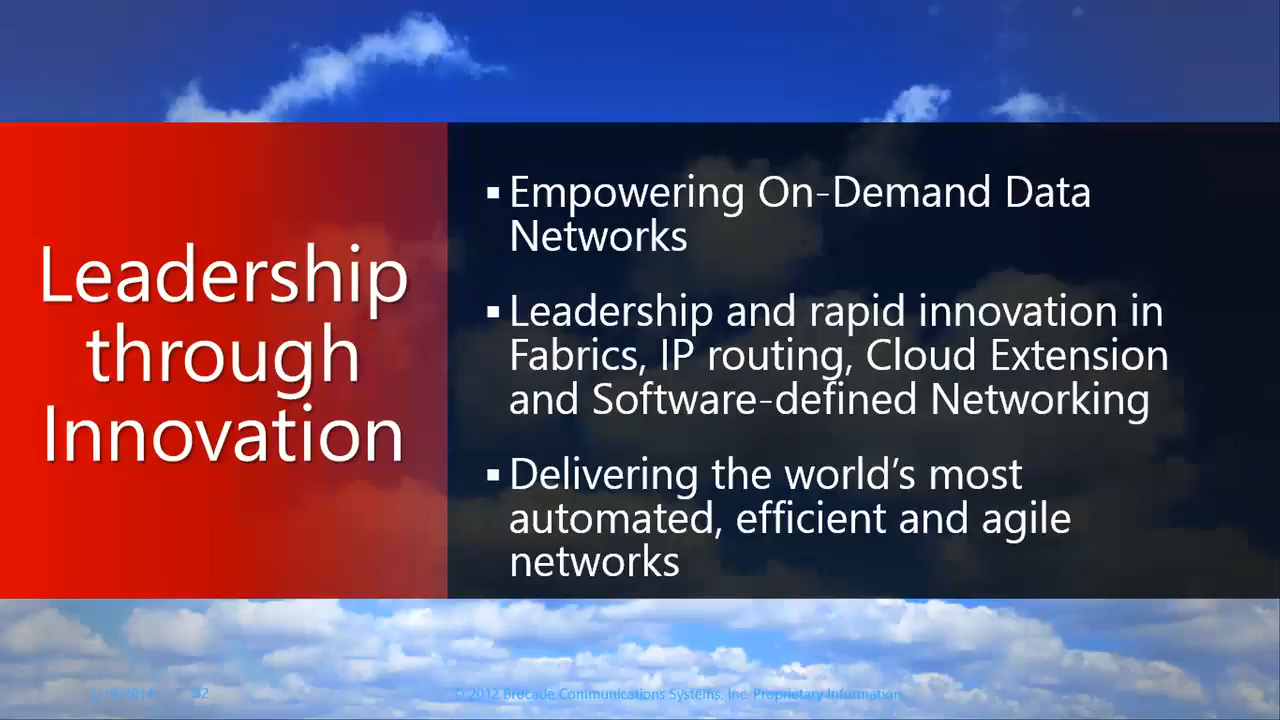 Leadership
through
Innovation
▪ Empowering On-Demand Data
Networks
▪ Leadership and rapid innovation in
Fabrics, IP routing, Cloud Extension
and Software-defined Networking
▪ Delivering the world’s most
automated, efficient and agile
networks
32
© 2012 Brocade Communications Systems, Inc. Proprietary Information